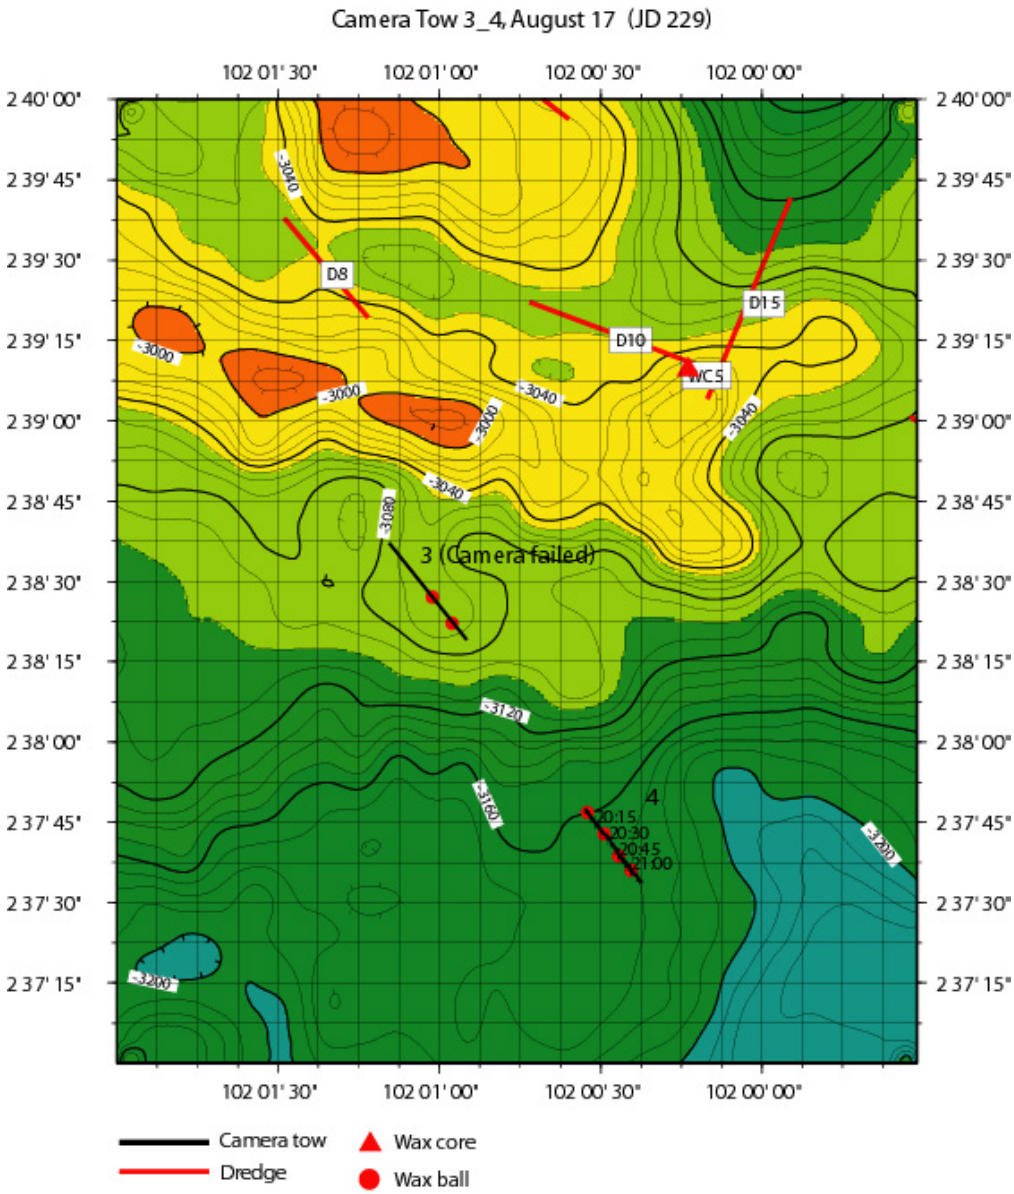 Camera Tow 3_4, August 17 (JD 229)
102 01' 30" 102 01' 00" 102 00' 30" 102 00' 00"
2 40' 00" 2 40' 00"
-3040
2 39' 45" 2 39' 45"
2 39' 30" 2 39' 30"
D8
D15
2 39' 15" 2 39' 15"
D10
-3000
WC5
-3000 -3040
2 39' 00" -3000 -3040 2 39' 00"
-3040
2 38' 45" 2 38' 45"
-3080
3 (Camera failed)
2 38' 30" 2 38' 30"
2 38' 15" 2 38' 15"
-3120
2 38' 00" 2 38' 00"
-3160
4
2 37' 45" 20:15 2 37' 45"
20:30
-3200
20:45
21:00
2 37' 30" 2 37' 30"
2 37' 15" -3200 2 37' 15"
102 01' 30" 102 01' 00" 102 00' 30" 102 00' 00"
Camera tow Wax core
Dredge Wax ball